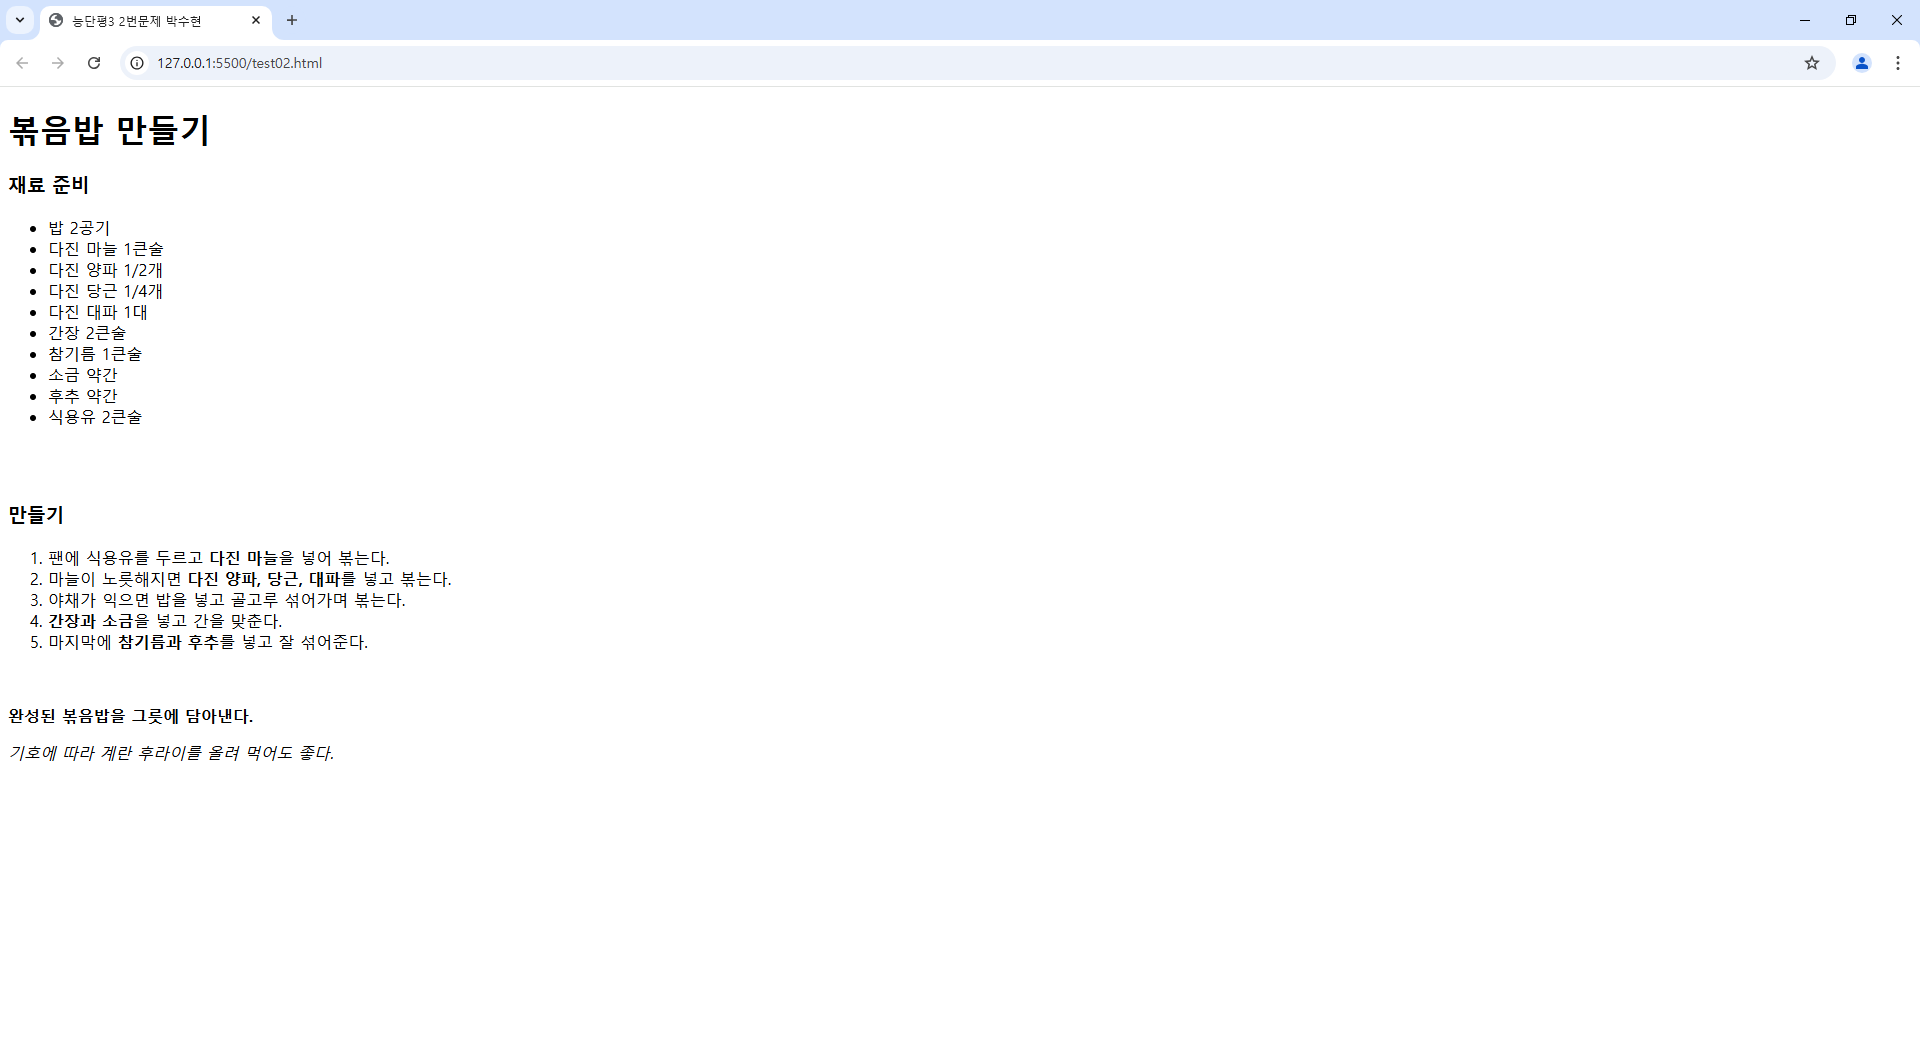 능단평3 2번문제 박수현
127.0.0.1:5500/test02.html
볶음밥 만들기
재료 준비
• 밥 2공기
• 다진 마늘 1큰술
• 다진 양파 1/2개
• 다진 당근 1/4개
• 다진 대파 1대
• 간장 2큰술
• 참기름 1큰술
• 소금 약간
• 후추 약간
• 식용유 2큰술
만들기
1. 팬에 식용유를 두르고 다진 마늘을 넣어 볶는다.
2. 마늘이 노릇해지면 다진 양파, 당근, 대파를 넣고 볶는다.
3. 야채가 익으면 밥을 넣고 골고루 섞어가며 볶는다.
4. 간장과 소금을 넣고 간을 맞춘다.
5. 마지막에 참기름과 후추를 넣고 잘 섞어준다.
완성된 볶음밥을 그릇에 담아낸다.
기호에 따라 계란 후라이를 올려 먹어도 좋다.